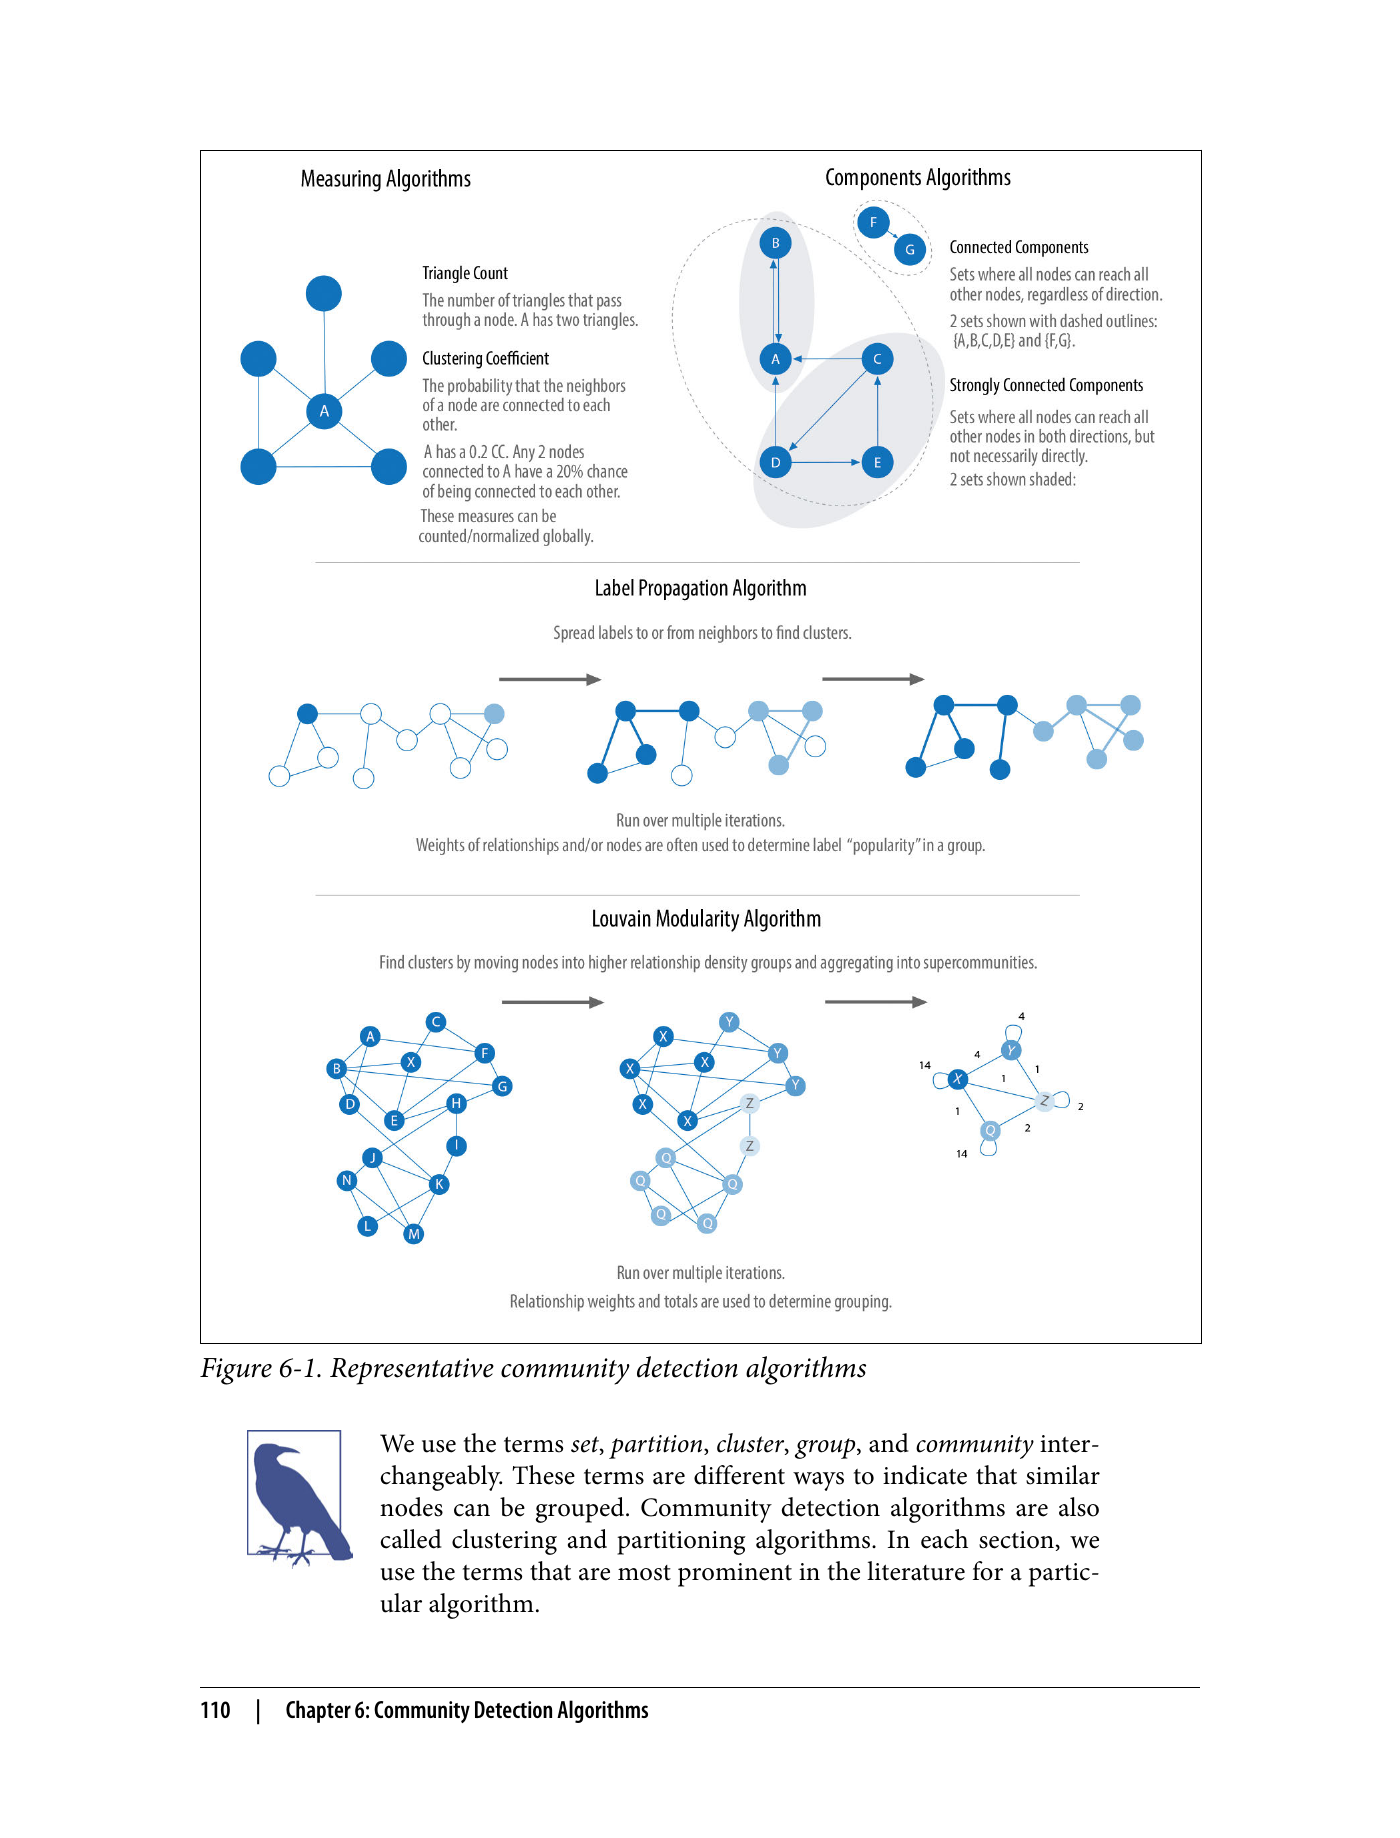 Measuring Algorithms
Triangle Count
The number of triangles that pass
through a node. A has two triangles.
Clustering Coefficient
The probability that the neighbors
of a node are connected to each
other.
A has a 0.2 CC. Any 2 nodes
connected to A have a 20% chance
of being connected to each other.
These measures can be
counted/normalized globally.
A
Components Algorithms
B
F
G
A
C
D
E
Connected Components
Sets where all nodes can reach all
other nodes, regardless of direction.
2 sets shown with dashed outlines:
{A,B,C,D,E} and {F,G}.
Strongly Connected Components
Sets where all nodes can reach all
other nodes in both directions, but
not necessarily directly.
2 sets shown shaded:
Label Propagation Algorithm
Spread labels to or from neighbors to find clusters.
Run over multiple iterations.
Weights of relationships and/or nodes are often used to determine label “popularity” in a group.
Louvain Modularity Algorithm
Find clusters by moving nodes into higher relationship density groups and aggregating into supercommunities.
A
C
B
X
F
G
D
E
H
I
J
N
K
L
M
X
Y
X
X
Y
Y
X
X
Z
Z
Q
Q
Q
Q
Q
4
Y
4
14
X
1
1
Z
2
1
Q
2
14
Run over multiple iterations.
Relationship weights and totals are used to determine grouping.
Figure 6-1. Representative community detection algorithms
We use the terms set, partition, cluster, group, and community inter-
changeably. These terms are different ways to indicate that similar
nodes can be grouped. Community detection algorithms are also
called clustering and partitioning algorithms. In each section, we
use the terms that are most prominent in the literature for a partic-
ular algorithm.
110 | Chapter 6: Community Detection Algorithms